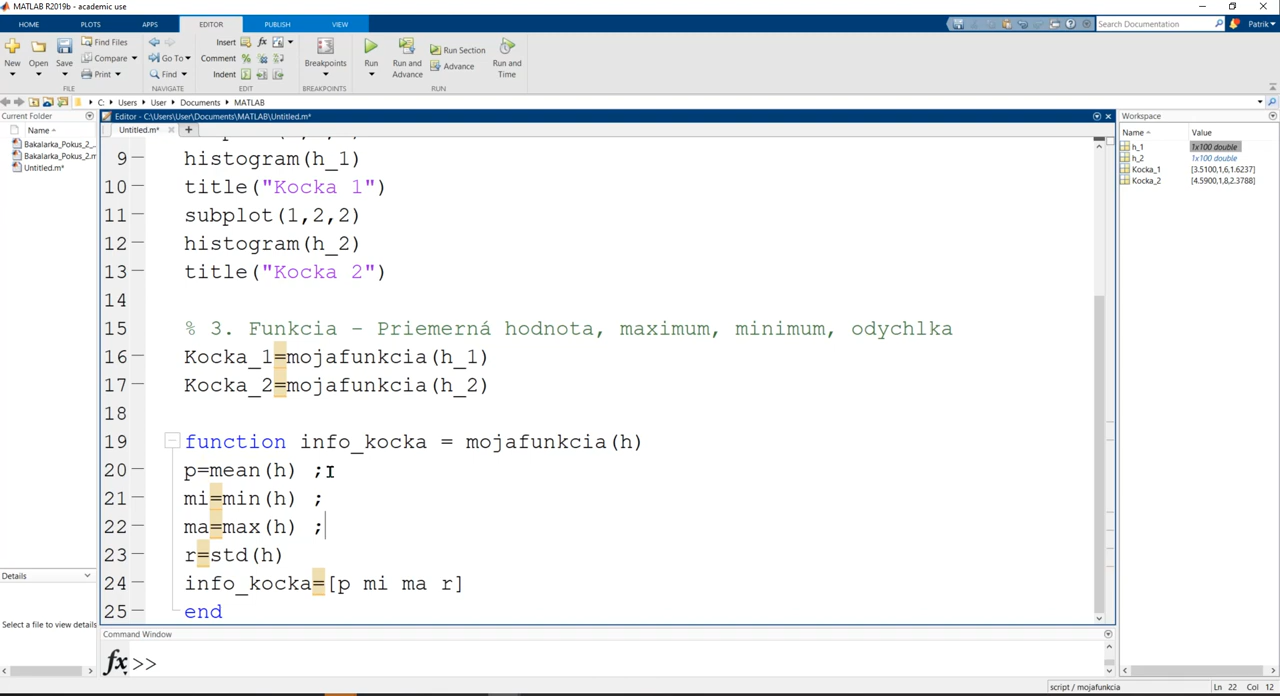 MATLAB R2019b - academic use
HOME PLOTS APPS EDITOR PUBLISH VIEW Search Documentation Patrik
New Open Save Find Files Compare Print Go To Find Insert fx Comment % Indent Breakpoints Run Run and Advance Run Section Advance Run and Time
FILE NAVIGATE EDIT BREAKPOINTS RUN
C: Users User Documents MATLAB
Current Folder
Name
Bakalarka_Pokus_2_...
Bakalarka_Pokus_2.m
Untitled.m*
Details
Select a file to view details
Editor - C:\Users\User\Documents\MATLAB\Untitled.m*
Untitled.m* +
9 histogram(h_1)
10 title("Kocka 1")
11 subplot(1,2,2)
12 histogram(h_2)
13 title("Kocka 2")
14
15 % 3. Funkcia - Priemerná hodnota, maximum, minimum, odychlka
16 Kocka_1=mojafunkcia(h_1)
17 Kocka_2=mojafunkcia(h_2)
18
19 function info_kocka = mojafunkcia(h)
20 p=mean(h) ;
21 mi=min(h) ;
22 ma=max(h) ;
23 r=std(h)
24 info_kocka=[p mi ma r]
25 end
Command Window
fx >>
Workspace
Name Value
h_1 1x100 double
h_2 1x100 double
Kocka_1 [3.5100,1,6,1.6237]
Kocka_2 [4.5900,1,8,2.3788]
script / mojafunkcia Ln 22 Col 12